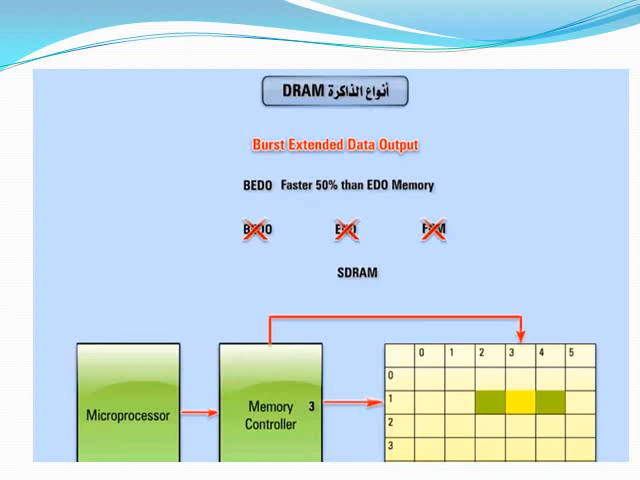 أنواع الذاكرة DRAM
Burst Extended Data Output
BEDO Faster 50% than EDO Memory
BEDO EDO FPM
SDRAM
0 1 2 3 4 5
0
1
2
3
Microprocessor
Memory 3
Controller